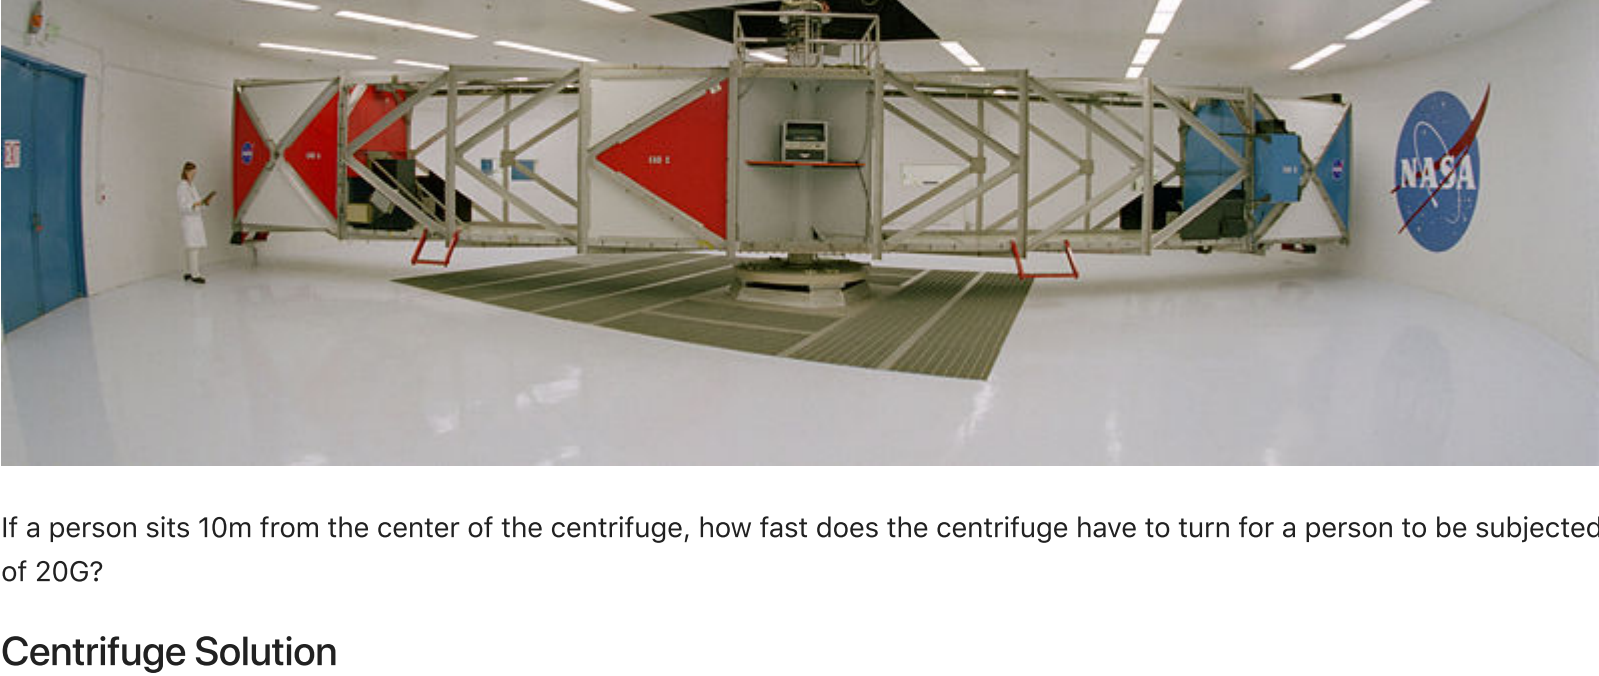 NASA
If a person sits 10m from the center of the centrifuge, how fast does the centrifuge have to turn for a person to be subjected
of 20G?
Centrifuge Solution